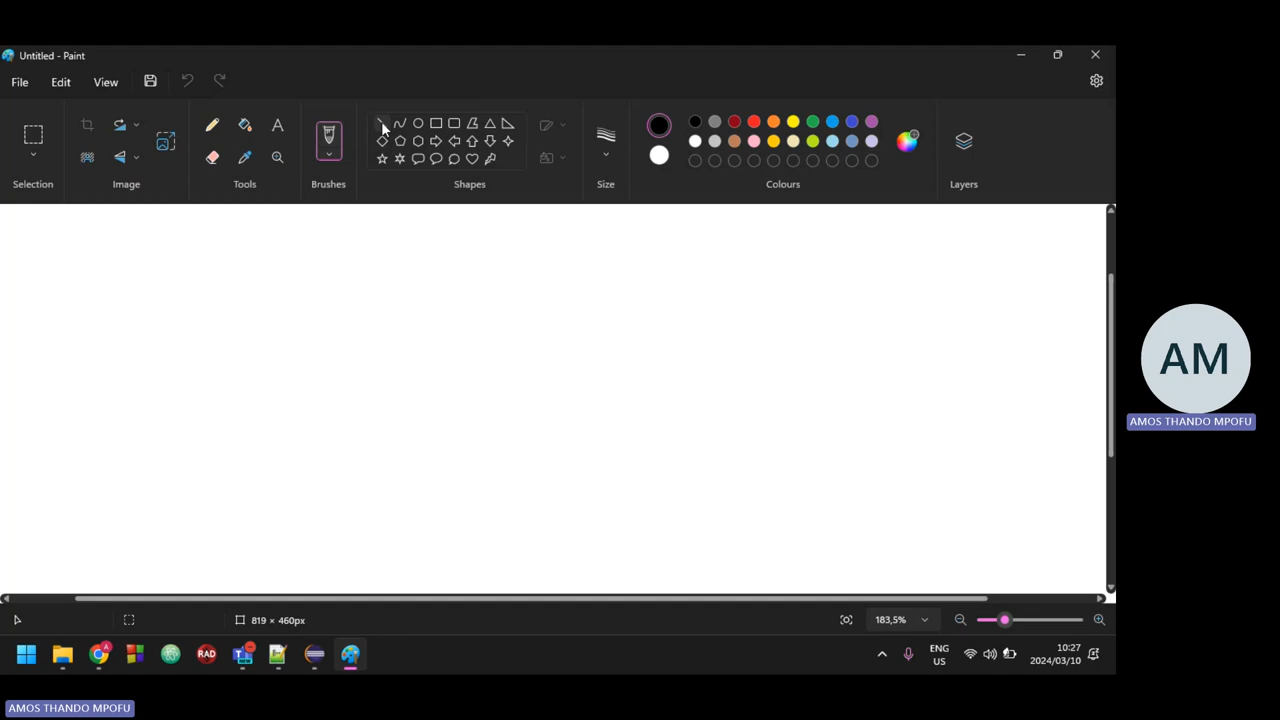 Untitled - Paint
File Edit View
Selection Image Tools Brushes Shapes Size Colours Layers
AM
AMOS THANDO MPOFU
819 × 460px 183,5%
RAD ENG 10:27
US 2024/03/10
AMOS THANDO MPOFU